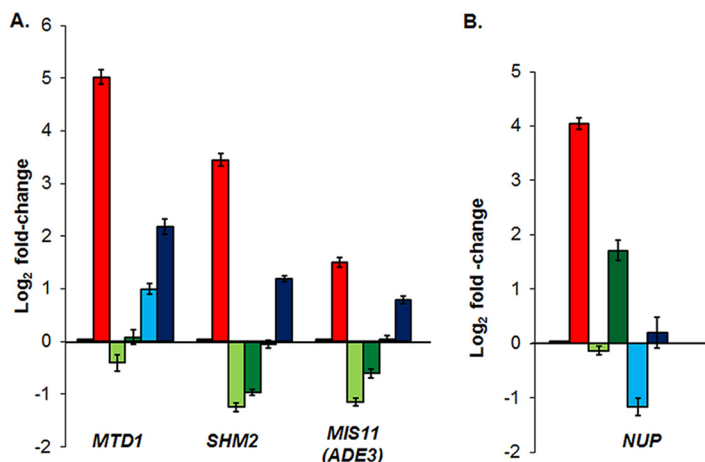 A.
Log2 fold-change
6
5
4
3
2
1
0
-1
-2
MTD1
SHM2
MIS11
(ADE3)
B.
Log2 fold -change
5
4
3
2
1
0
-1
-2
NUP